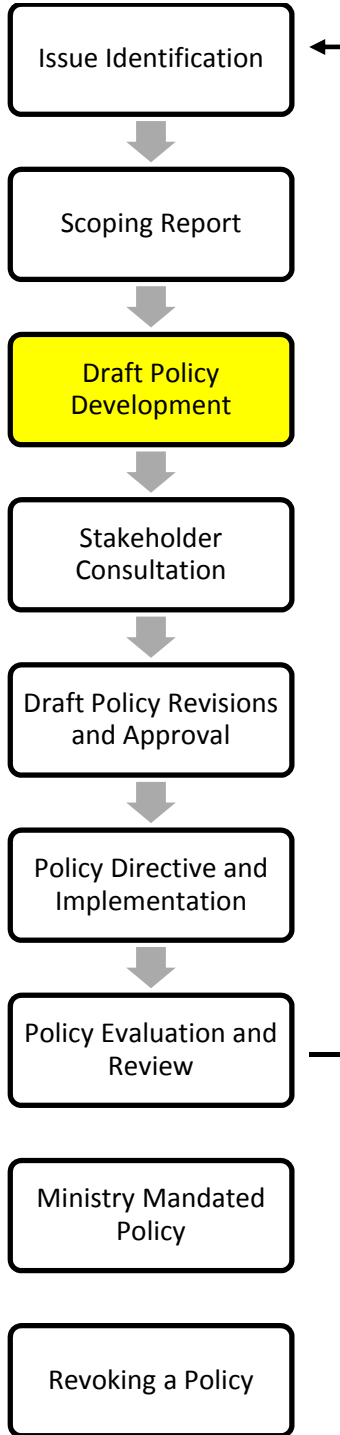 Issue Identification
Scoping Report
Draft Policy
Development
Stakeholder
Consultation
Draft Policy Revisions
and Approval
Policy Directive and
Implementation
Policy Evaluation and
Review
Ministry Mandated
Policy
Revoking a Policy